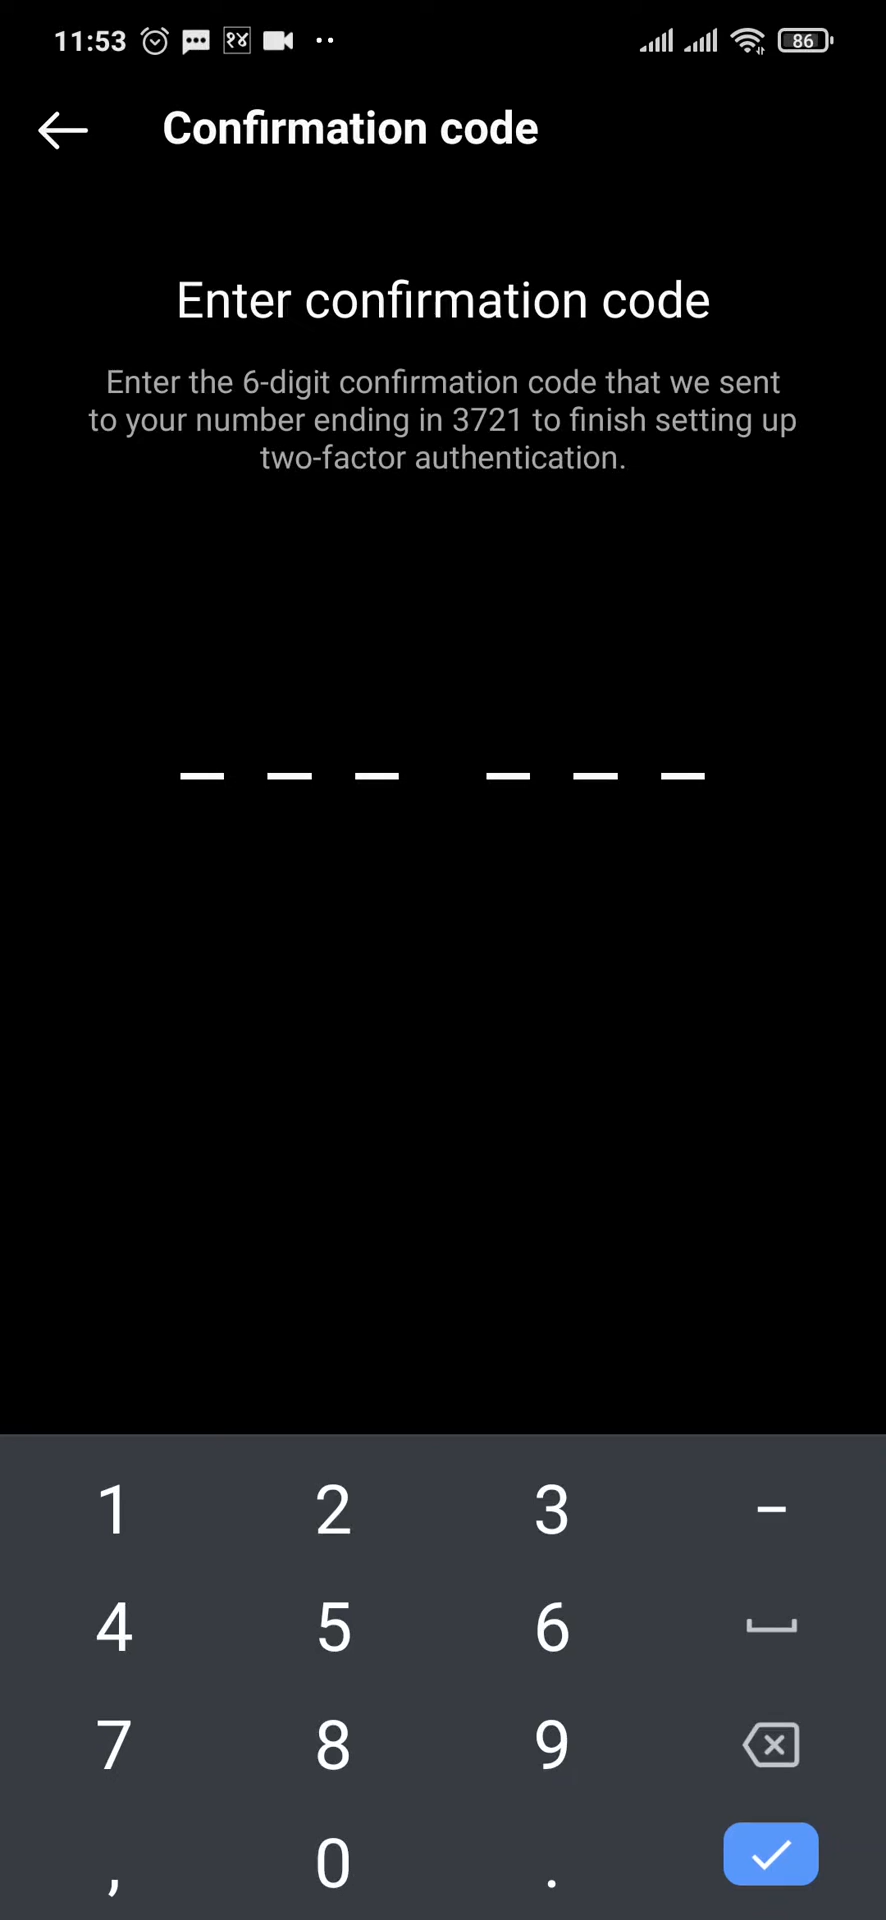 11:53 १४ 86
Confirmation code
Enter confirmation code
Enter the 6-digit confirmation code that we sent
to your number ending in 3721 to finish setting up
two-factor authentication.
1 2 3 –
4 5 6
7 8 9
, 0 .